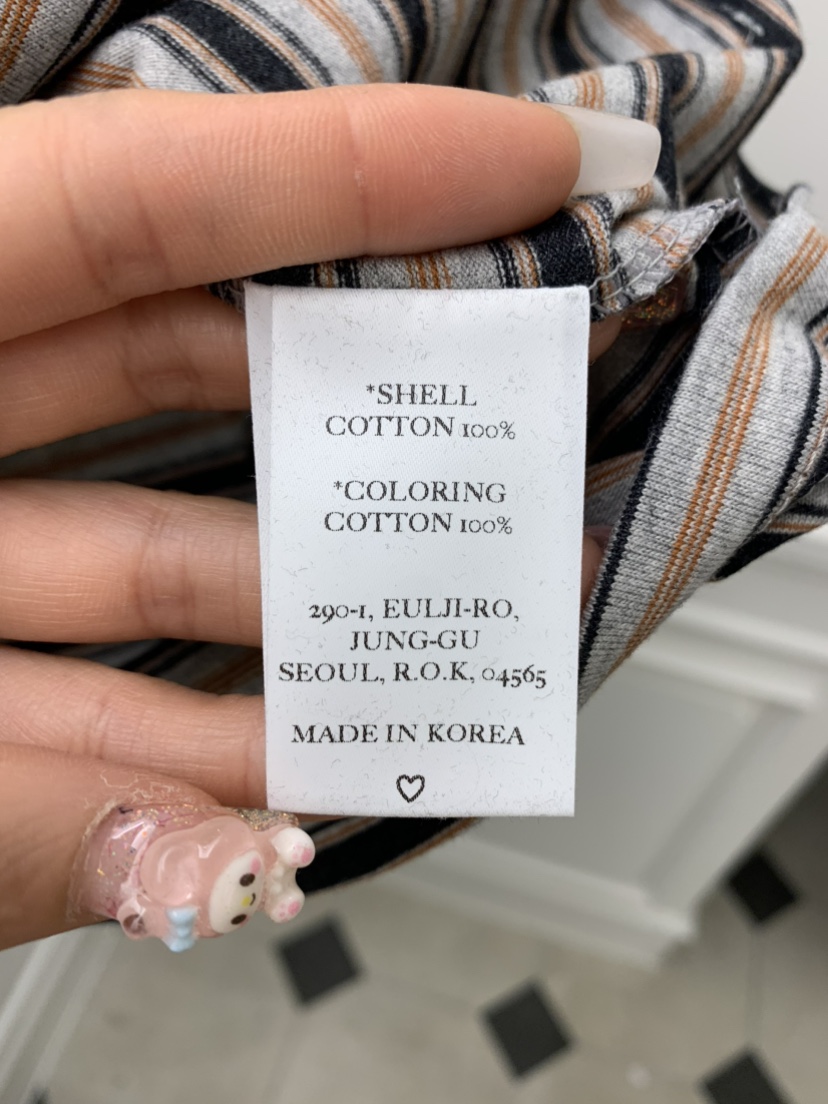 *SHELL
COTTON 100%
*COLORING
COTTON 100%
290-1, EULJI-RO,
JUNG-GU
SEOUL, R.O.K, 04565
MADE IN KOREA